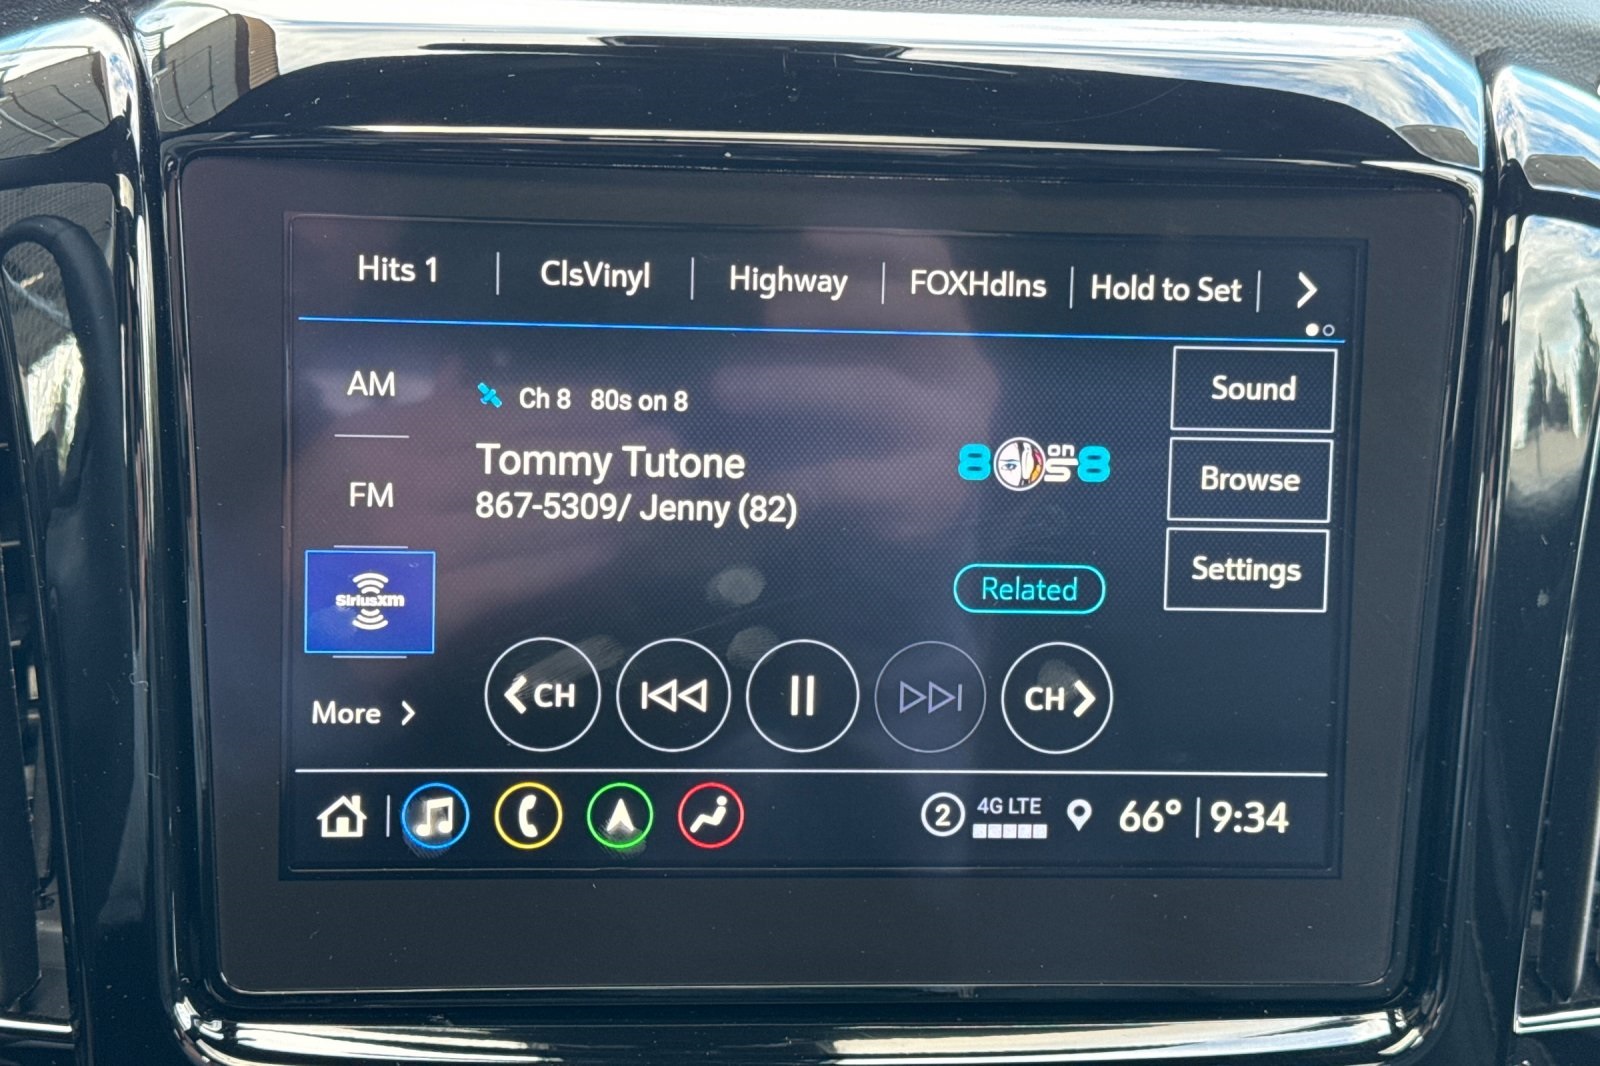 Hits 1 ClsVinyl Highway FOXHdlns Hold to Set
AM
FM
SiriusXM
More
Ch 8 80s on 8
Tommy Tutone
867-5309/ Jenny (82)
80s on 8
Related
Sound
Browse
Settings
CH
CH
2 4G LTE 66° 9:34